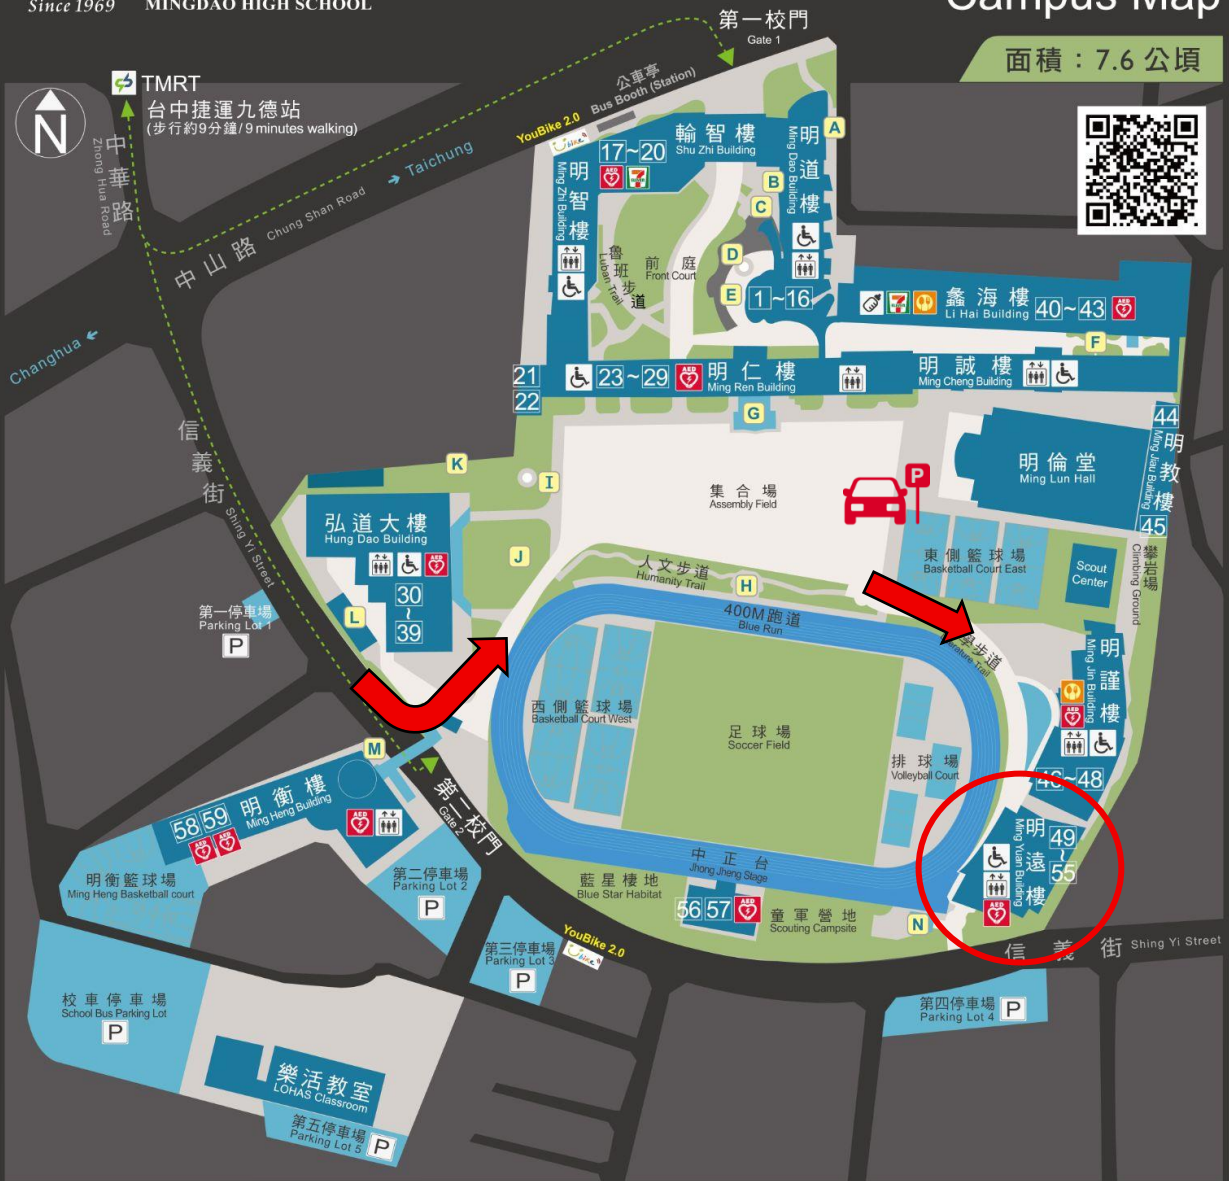 Since 1969 MINGDAO HIGH SCHOOL
Campus Map
面積：7.6 公頃
第一校門
Gate 1
TMRT
台中捷運九德站
(步行約9分鐘/9 minutes walking)
N
中華路
Zhong Hua Road
公車亭
Bus Booth (Station)
YouBike 2.0
Taichung
中山路 Chung Shan Road
Changhua
輸智樓
Shu Zhi Building
17~20
明智樓
Ming Zhi Building
明道樓
Ming Dao Building
A
B
C
D
E
1~16
魯班步道
Luban Trail
前庭
Front Court
蠡海樓
Li Hai Building
40~43
AED
F
21
22
23~29
AED
明仁樓
Ming Ren Building
明誠樓
Ming Cheng Building
G
44
明教樓
Ming Jiau Building
45
明倫堂
Ming Lun Hall
信義街
Shing Yi Street
K
I
集合場
Assembly Field
P
弘道大樓
Hung Dao Building
AED
30~39
J
L
東側籃球場
Basketball Court East
Scout
Center
攀岩場
Climbing Ground
人文步道
Humanity Trail
H
400M跑道
Blue Run
學步道
第一停車場
Parking Lot 1
P
西側籃球場
Basketball Court West
足球場
Soccer Field
排球場
Volleyball Court
明謹樓
Ming Jin Building
AED
46~48
M
明衡樓
Ming Heng Building
58 59
AED
AED
AED
第二校門
Gate 2
明遠樓
Ming Yuan Building
49~55
AED
中正台
Jhong Jheng Stage
明衡籃球場
Ming Heng Basketball court
第二停車場
Parking Lot 2
P
藍星棲地
Blue Star Habitat
56 57
AED
童軍營地
Scouting Campsite
N
信義街 Shing Yi Street
YouBike 2.0
第三停車場
Parking Lot 3
P
校車停車場
School Bus Parking Lot
P
第四停車場
Parking Lot 4
P
樂活教室
LOHAS Classroom
第五停車場
Parking Lot 5
P